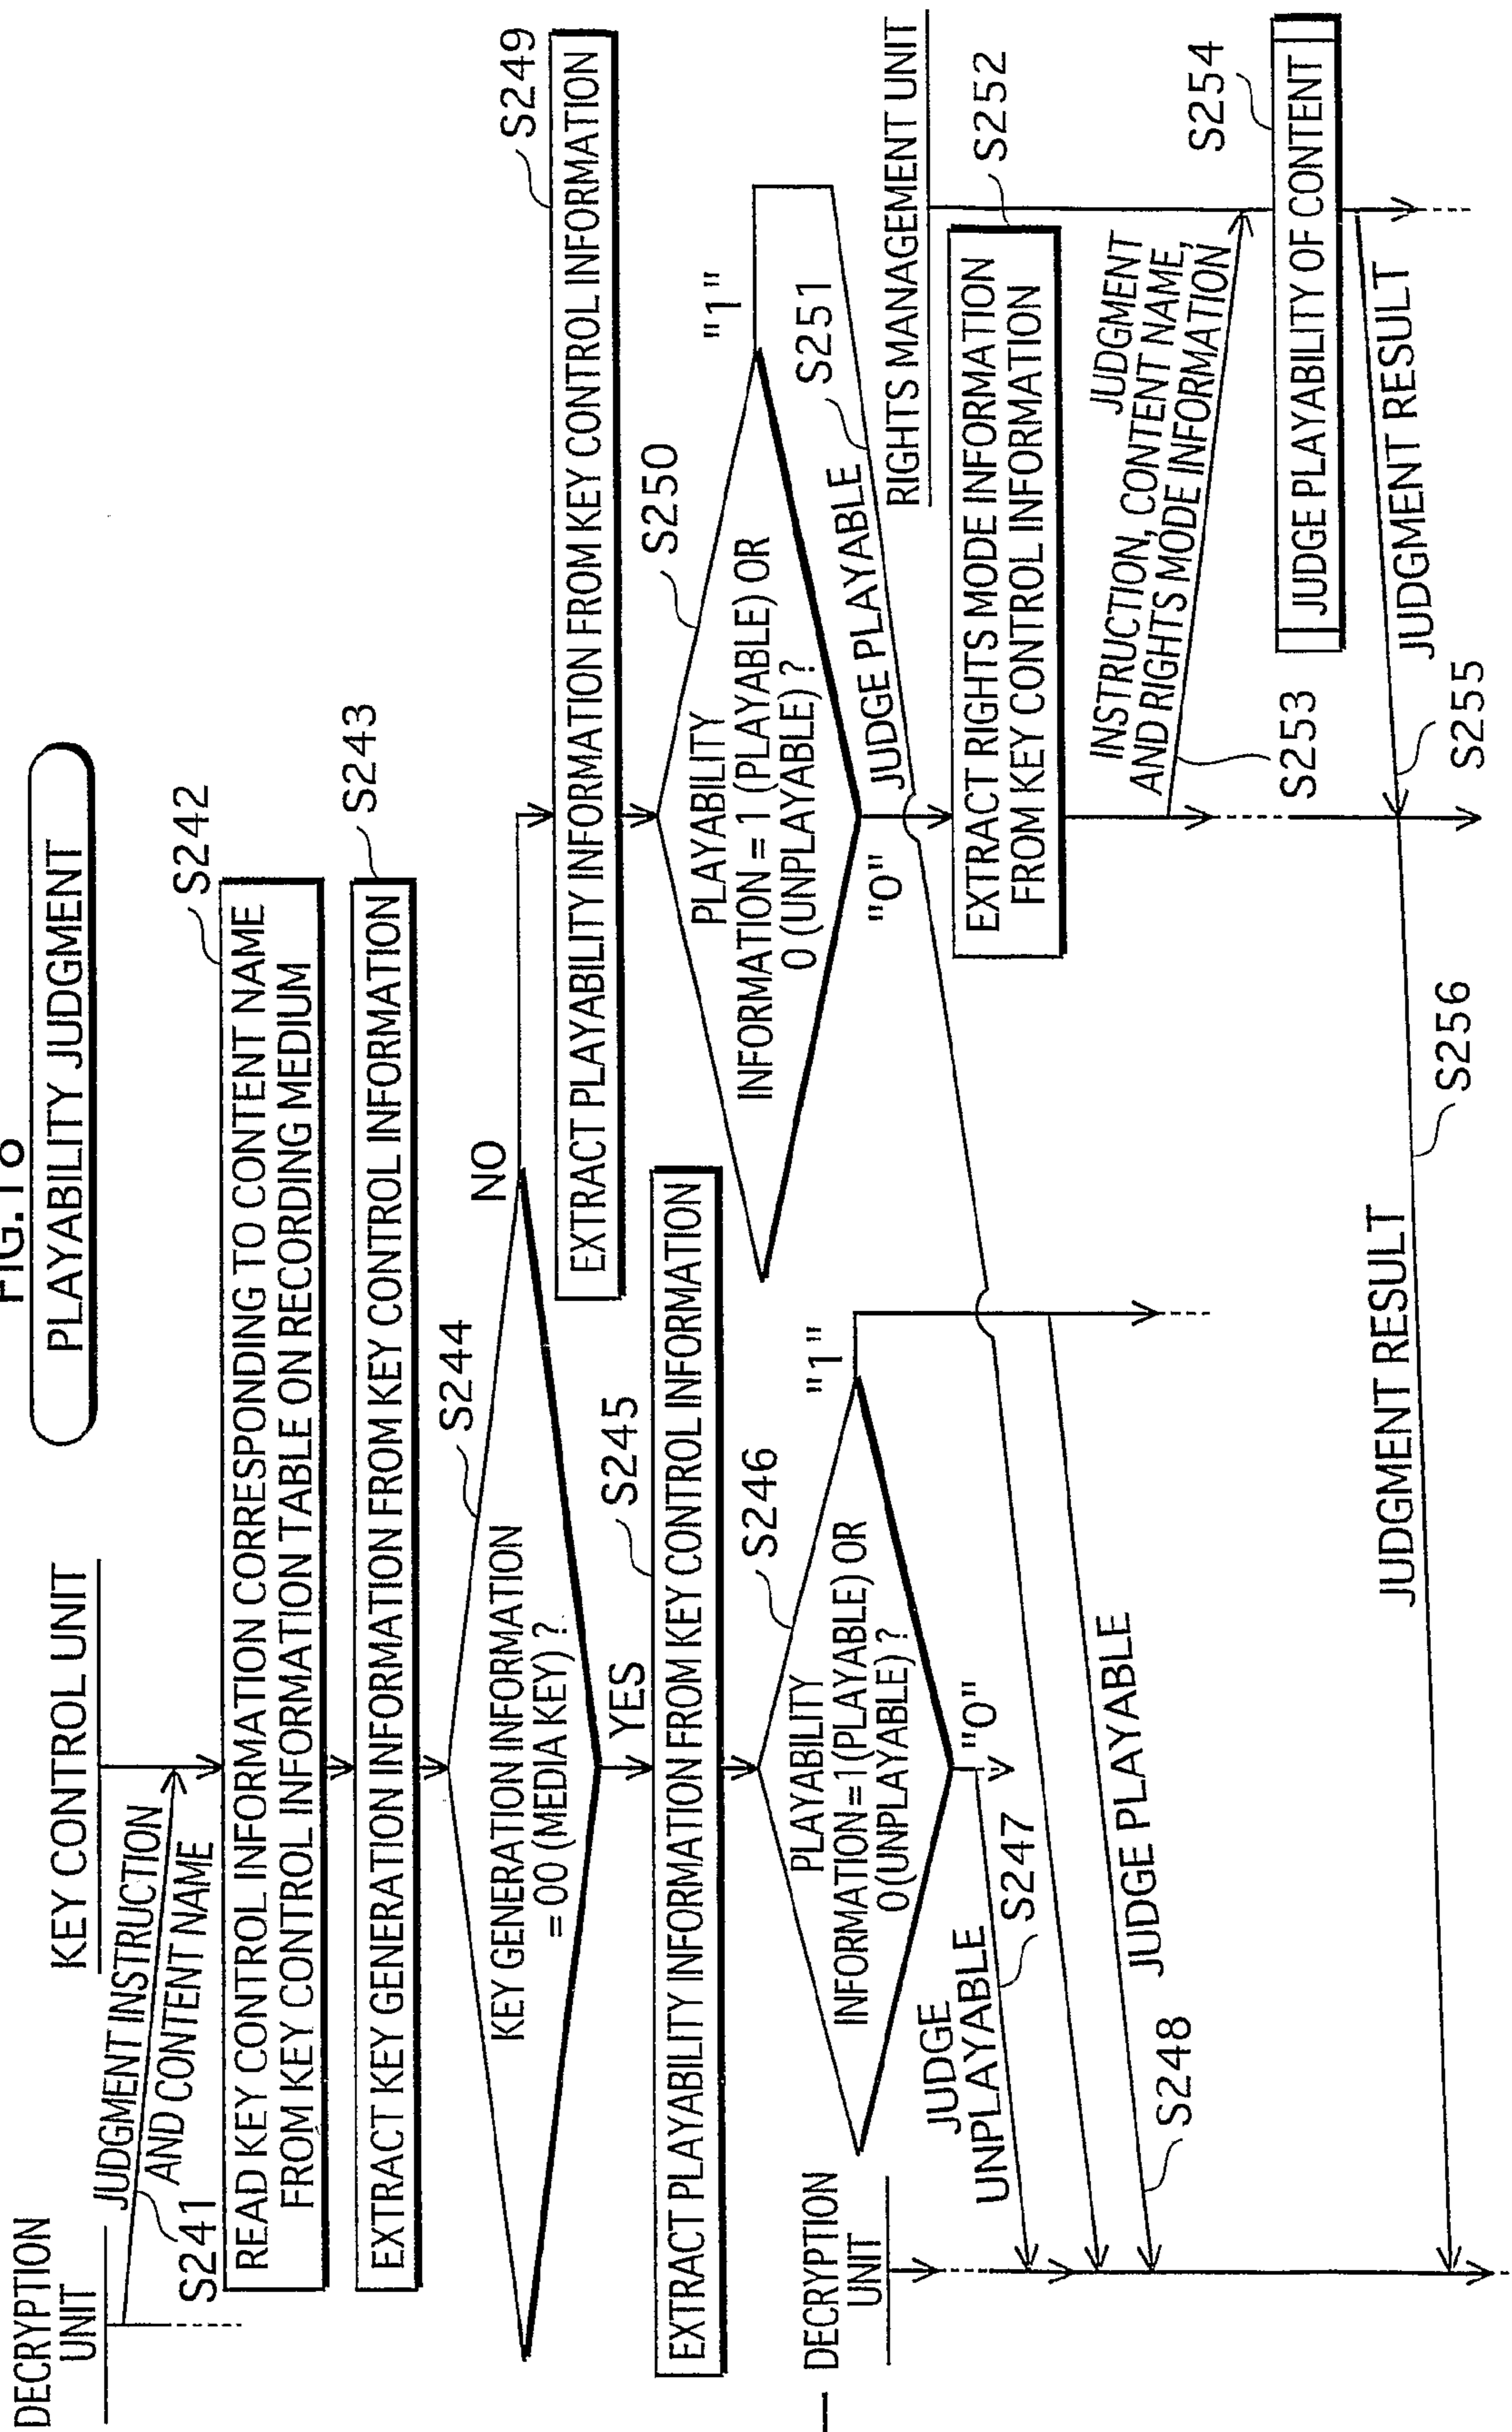 FIG.18
PLAYABILITY JUDGMENT
DECRYPTION
UNIT
KEY CONTROL UNIT
JUDGMENT INSTRUCTION
AND CONTENT NAME
S241
S242
READ KEY CONTROL INFORMATION CORRESPONDING TO CONTENT NAME
FROM KEY CONTROL INFORMATION TABLE ON RECORDING MEDIUM
S243
EXTRACT KEY GENERATION INFORMATION FROM KEY CONTROL INFORMATION
S244
KEY GENERATION INFORMATION
= 00 (MEDIA KEY) ?
NO
YES
S245
EXTRACT PLAYABILITY INFORMATION FROM KEY CONTROL INFORMATION
S246
PLAYABILITY
INFORMATION = 1(PLAYABLE) OR
0(UNPLAYABLE) ?
"1"
"0"
DECRYPTION
UNIT
JUDGE
UNPLAYABLE
S247
JUDGE PLAYABLE
S248
S249
EXTRACT PLAYABILITY INFORMATION FROM KEY CONTROL INFORMATION
S250
PLAYABILITY
INFORMATION = 1 (PLAYABLE) OR
0 (UNPLAYABLE) ?
"1"
"0"
JUDGE PLAYABLE
S251
RIGHTS MANAGEMENT UNIT
S252
EXTRACT RIGHTS MODE INFORMATION
FROM KEY CONTROL INFORMATION
JUDGMENT
INSTRUCTION, CONTENT NAME,
AND RIGHTS MODE INFORMATION
S253
S254
JUDGE PLAYABILITY OF CONTENT
JUDGMENT RESULT
S255
JUDGMENT RESULT
S256